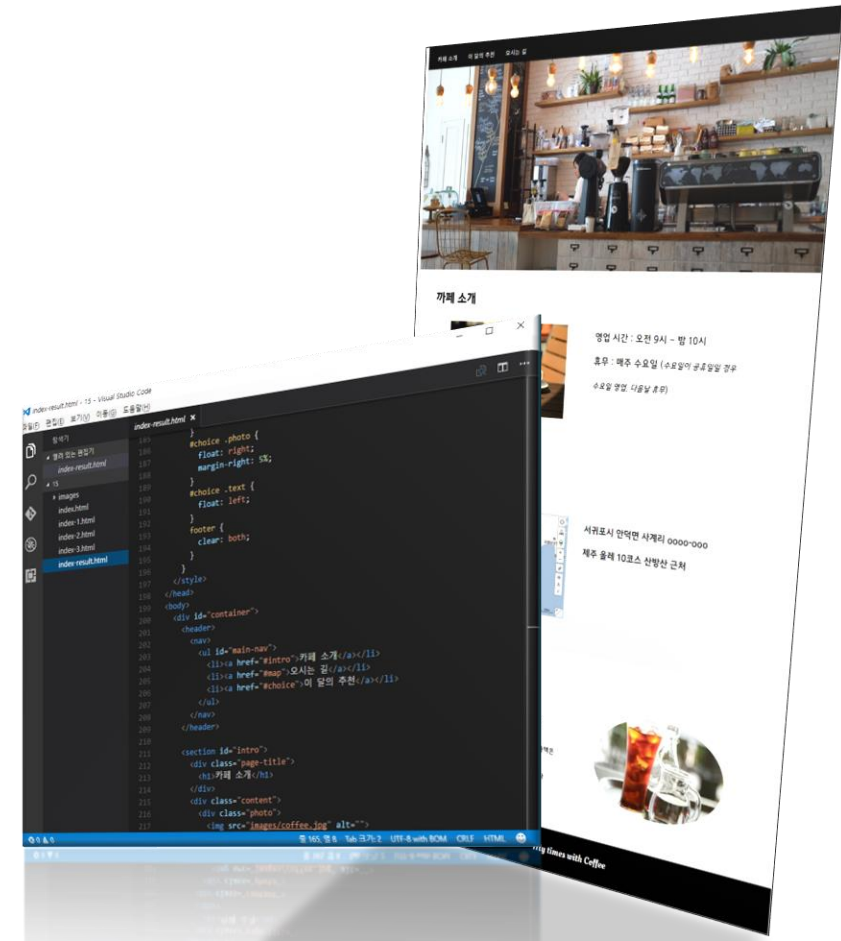 카페 소개 이 달의 추천 오시는 길
까페 소개
영업 시간 : 오전 9시 ~ 밤 10시
휴무 : 매주 수요일 (수요일이 공휴일일 경우
수요일 영업, 다음날 휴무)
서귀포시 안덕면 사계리 oooo-ooo
제주 올레 10코스 산방산 근처
times with Coffee
index-result.html - 15 - Visual Studio Code
편집(E) 보기(V) 이동(G) 도움말(H)
탐색기
열려 있는 편집기
index-result.html
15
images
index.html
index-1.html
index-2.html
index-3.html
index-result.html
index-result.html
185 }
186 #choice .photo {
187 float: right;
188 margin-right: 5%;
189 }
190 #choice .text {
191 float: left;
192 }
193 footer {
194 clear: both;
195 }
196 }
197 </style>
198 </head>
199 <body>
200 <div id="container">
201 <header>
202 <nav>
203 <ul id="main-nav">
204 <li><a href="#intro">카페 소개</a></li>
205 <li><a href="#map">오시는 길</a></li>
206 <li><a href="#choice">이 달의 추천</a></li>
207 </ul>
208 </nav>
209 </header>
210
211 <section id="intro">
212 <div class="page-title">
213 <h1>카페 소개</h1>
214 </div>
215 <div class="content">
216 <div class="photo">
217 <img src="images/coffee.jpg" alt="">
0 0 줄 165, 열 8 Tab 크기: 2 UTF-8 with BOM CRLF HTML